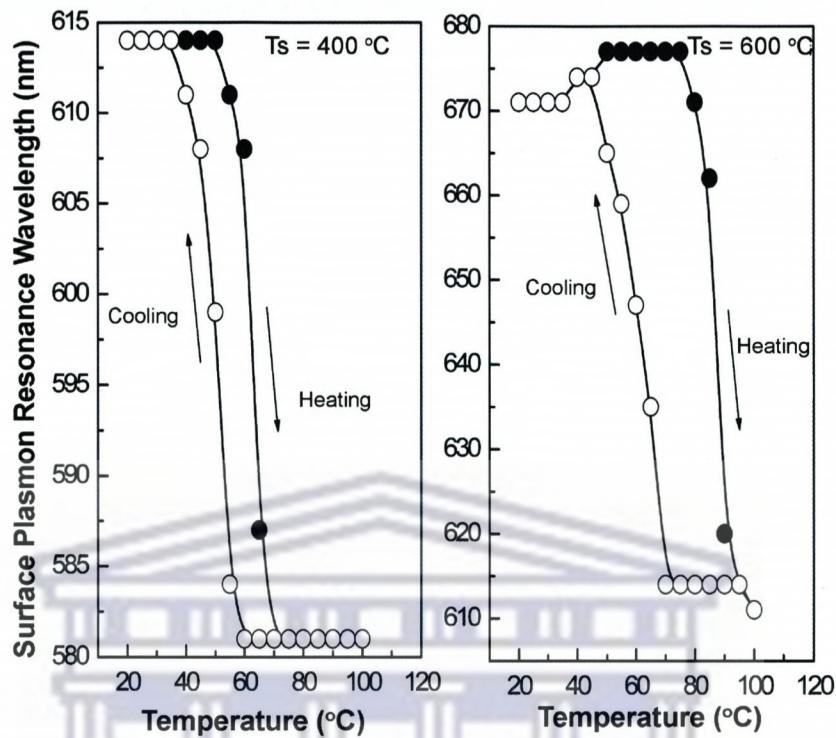 Surface Plasmon Resonance Wavelength (nm)
615
610
605
600
595
590
585
580
Ts = 400 °C
Cooling
Heating
20 40 60 80 100 120
Temperature (°C)
680
670
660
650
640
630
620
610
Ts = 600 °C
Cooling
Heating
20 40 60 80 100 120
Temperature (°C)